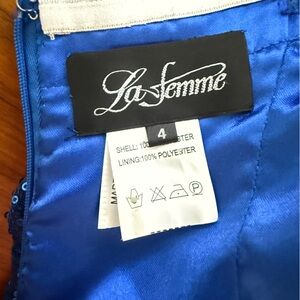 La Femme
4
SHELL: 100
LINING:100% POLYESTER
P